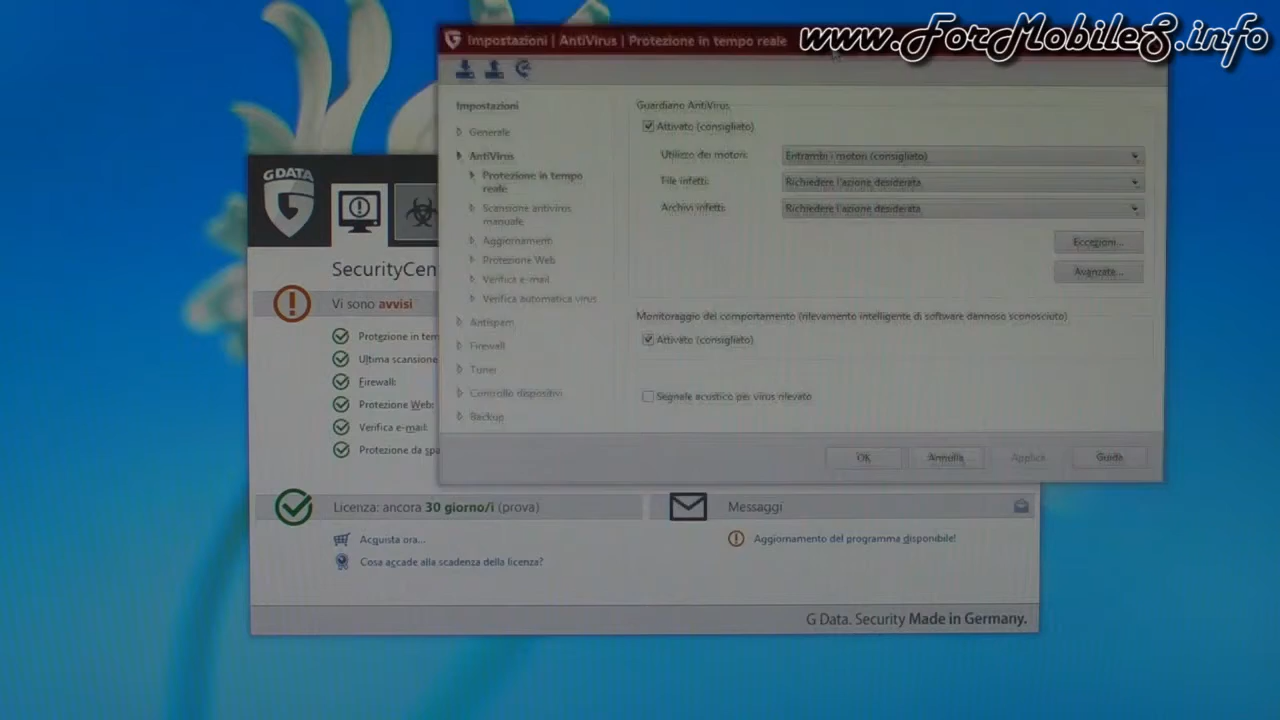 www.ForMobileS.info
Impostazioni | AntiVirus | Protezione in tempo reale
Impostazioni
Generale
AntiVirus
Protezione in tempo
reale
Scansione antivirus
manuale
Aggiornamenti
Protezione Web
Verifica e-mail
Verifica automatica virus
Antispam
Firewall
Tuner
Controllo dispositivi
Backup
Guardiano AntiVirus
Attivato (consigliato)
Utilizzo dei motori: Entrambi i motori (consigliato)
File infetti: Richiedere l'azione desiderata
Archivi infetti: Richiedere l'azione desiderata
Eccezioni...
Avanzate...
Monitoraggio del comportamento (rilevamento intelligente di software dannoso sconosciuto)
Attivato (consigliato)
Segnale acustico per virus rilevato
OK Annulla Applica Guida
G DATA
SecurityCen
Vi sono avvisi
Protezione in tem
Ultima scansione
Firewall:
Protezione Web:
Verifica e-mail:
Protezione da spa
Licenza: ancora 30 giorno/i (prova)
Acquista ora...
Cosa accade alla scadenza della licenza?
Messaggi
Aggiornamento del programma disponibile!
G Data. Security Made in Germany.